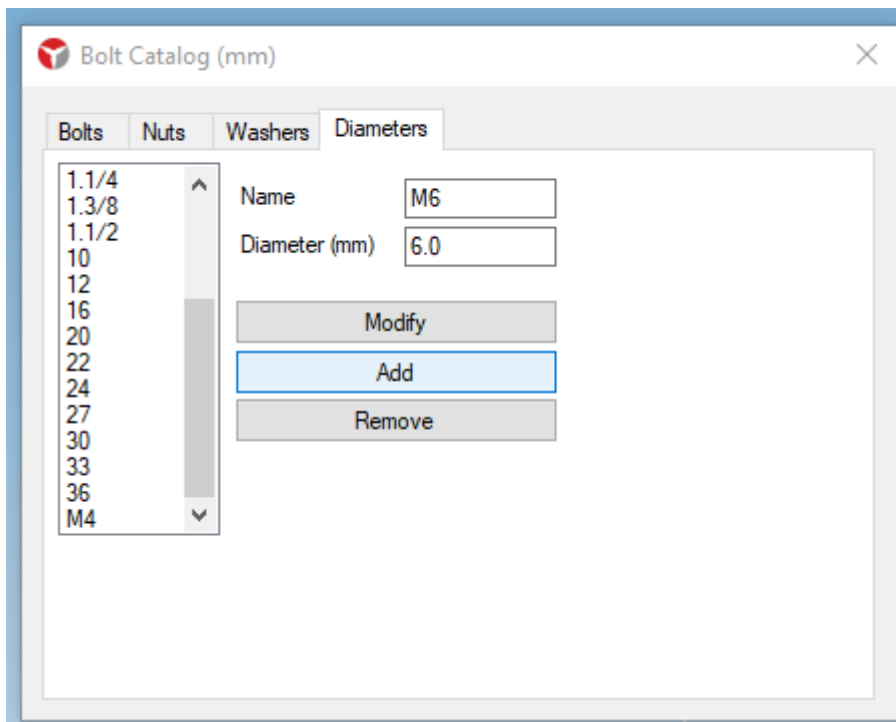 Bolt Catalog (mm)
Bolts Nuts Washers Diameters
1.1/4
1.3/8
1.1/2
10
12
16
20
22
24
27
30
33
36
M4
Name M6
Diameter (mm) 6.0
Modify
Add
Remove